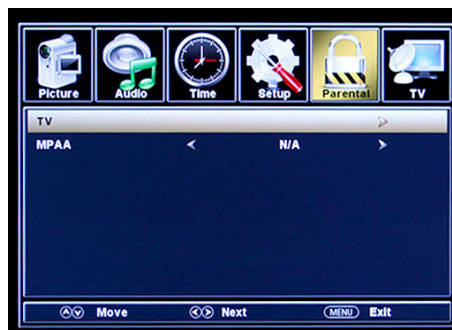 Picture Audio Time Setup Parental TV
TV
MPAA N/A
Move Next MENU Exit